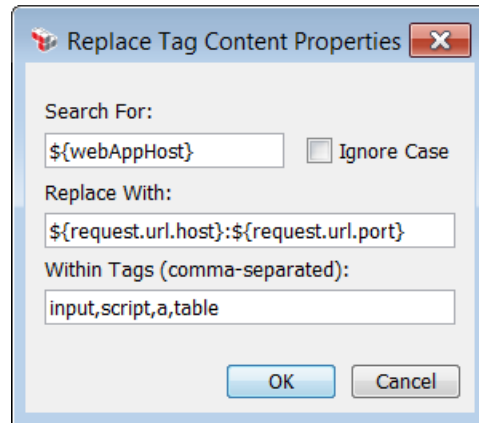 Replace Tag Content Properties
Search For:
${webAppHost} Ignore Case
Replace With:
${request.url.host}:${request.url.port}
Within Tags (comma-separated):
input,script,a,table
OK Cancel